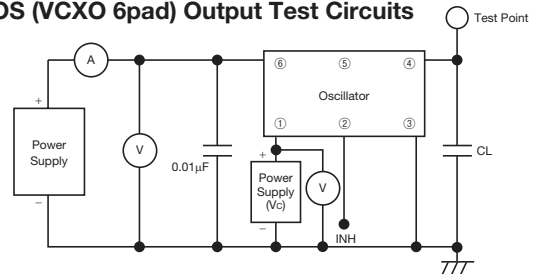 OS (VCXO 6pad) Output Test Circuits
Test Point
A
⑥ ⑤ ④
Oscillator
① ② ③
+
Power
Supply
−
V
0.01μF
+
Power
Supply
(Vc)
−
V
INH
CL